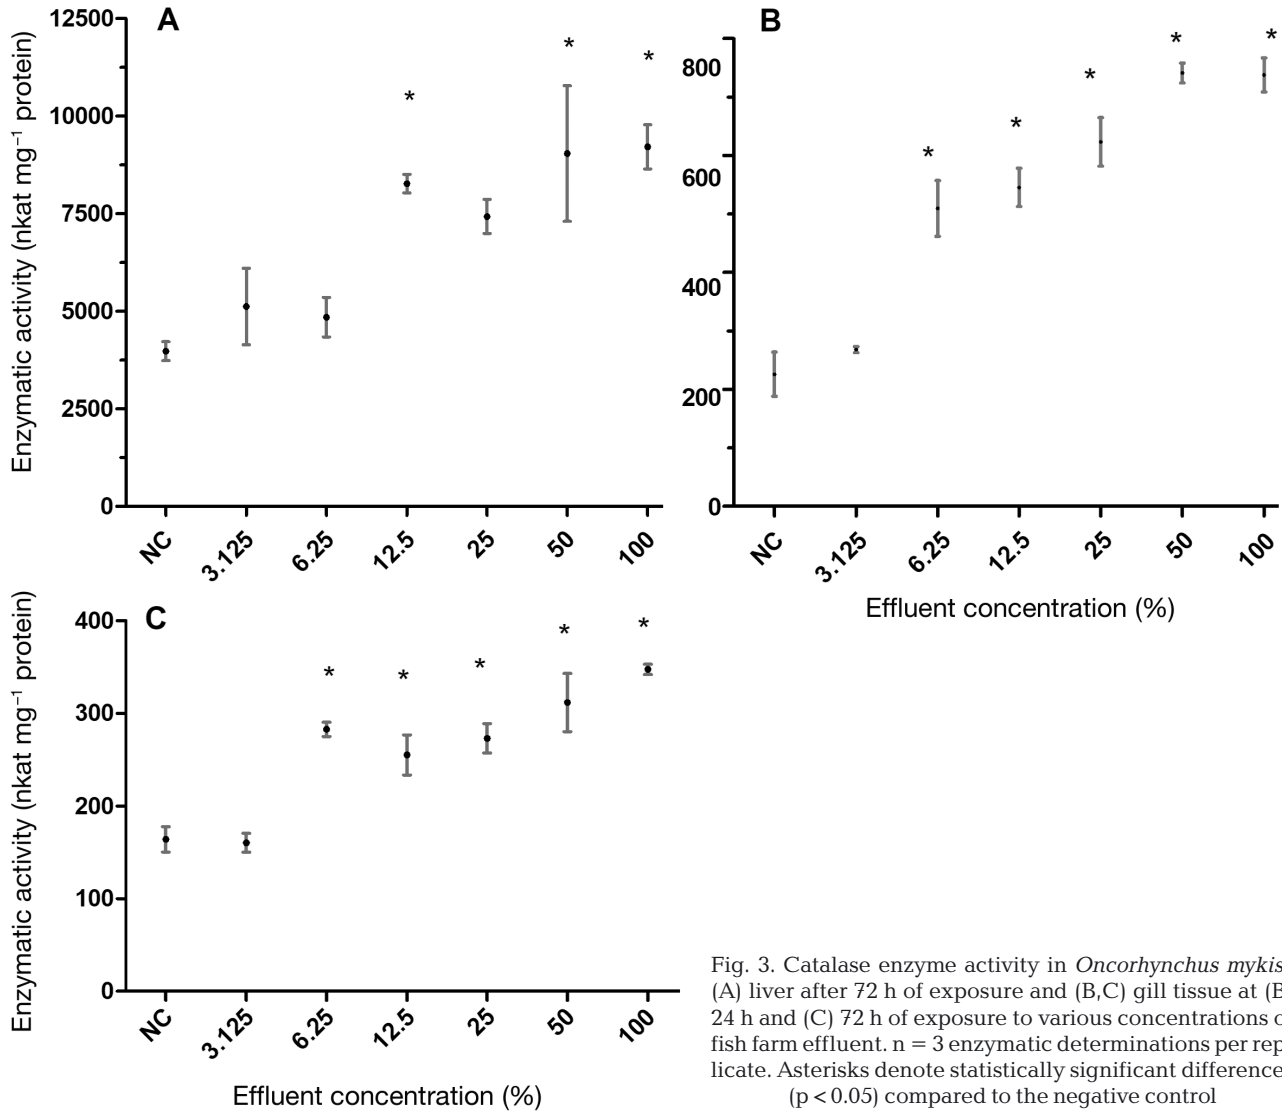 A
Enzymatic activity (nkat mg⁻¹ protein)
12500
10000
7500
5000
2500
0
* * *
NC 3.125 6.25 12.5 25 50 100
B
800
600
400
200
0
* * * * *
NC 3.125 6.25 12.5 25 50 100
Effluent concentration (%)
C
Enzymatic activity (nkat mg⁻¹ protein)
400
300
200
100
0
* * * * *
NC 3.125 6.25 12.5 25 50 100
Effluent concentration (%)
Fig. 3. Catalase enzyme activity in Oncorhynchus mykis
(A) liver after 72 h of exposure and (B,C) gill tissue at (B
24 h and (C) 72 h of exposure to various concentrations o
fish farm effluent. n = 3 enzymatic determinations per rep
licate. Asterisks denote statistically significant difference
(p < 0.05) compared to the negative control